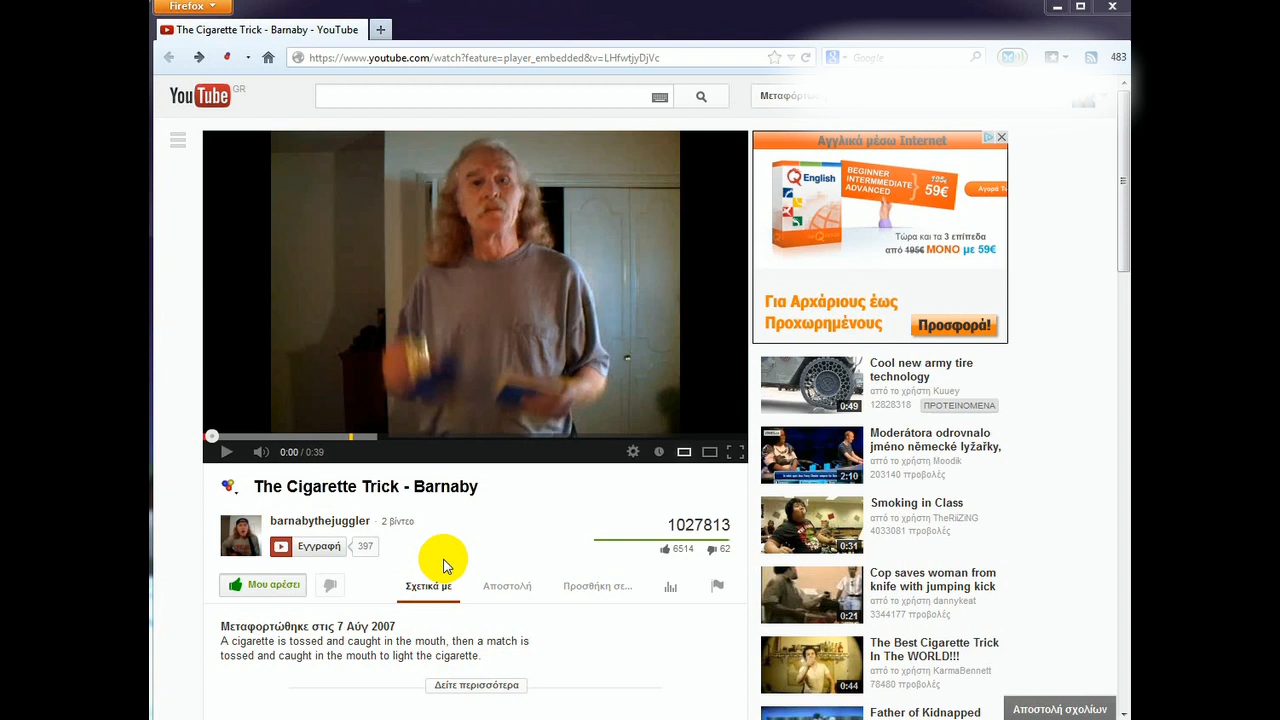 Firefox
The Cigarette Trick - Barnaby - YouTube
https://www.youtube.com/watch?feature=player_embedded&v=LHfwtjyDjVc
Google
483
YouTube GR
Αγγλικά μέσω Internet
English
BEGINNER
INTERMMEDIATE
ADVANCED
195€
59€
Τώρα και τα 3 επίπεδα
από 195€ ΜΟΝΟ με 59€
Για Αρχάριους έως
Προχωρημένους
Προσφορά!
0:00 / 0:39
The Cigarette Trick - Barnaby
barnabythejuggler · 2 βίντεο
Εγγραφή 397
1027813
6514 62
Μου αρέσει
Σχετικά με
Αποστολή
Προσθήκη σε...
Μεταφορτώθηκε στις 7 Αύγ 2007
A cigarette is tossed and caught in the mouth, then a match is
tossed and caught in the mouth to light the cigarette.
Δείτε περισσότερα
Cool new army tire
technology
από το χρήστη Kuuey
12828318 ΠΡΟΤΕΙΝΟΜΕΝΑ
0:49
Moderátora odrovnalo
jméno německé lyžařky,
από το χρήστη Moodik
203140 προβολές
2:10
Smoking in Class
από το χρήστη TheRiiZiNG
4033081 προβολές
0:31
Cop saves woman from
knife with jumping kick
από το χρήστη dannykeat
3344177 προβολές
0:21
The Best Cigarette Trick
In The WORLD!!!
από το χρήστη KarmaBennett
78480 προβολές
0:44
Father of Kidnapped
Αποστολή σχολίων